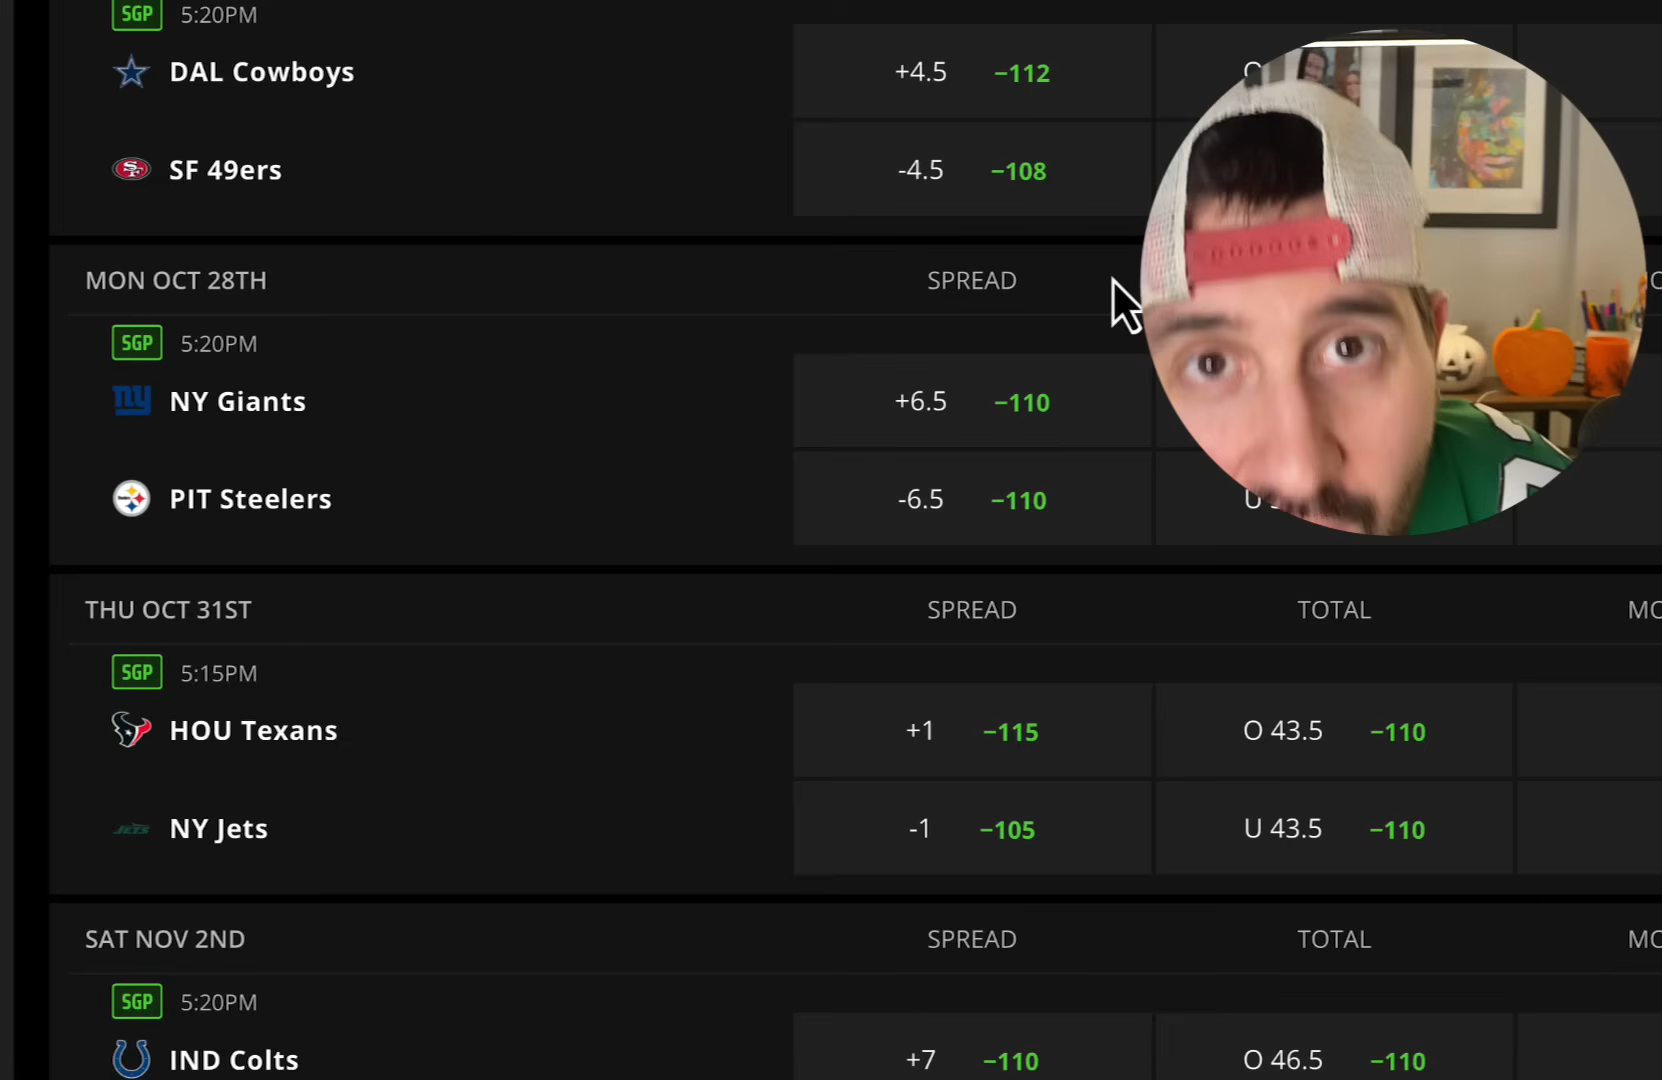 SGP 5:20PM
DAL Cowboys +4.5 −112
SF 49ers -4.5 −108
MON OCT 28TH SPREAD
SGP 5:20PM
NY Giants +6.5 −110
PIT Steelers -6.5 −110 U
THU OCT 31ST SPREAD TOTAL MO
SGP 5:15PM
HOU Texans +1 −115 O 43.5 −110
NY Jets -1 −105 U 43.5 −110
SAT NOV 2ND SPREAD TOTAL MO
SGP 5:20PM
IND Colts +7 −110 O 46.5 −110